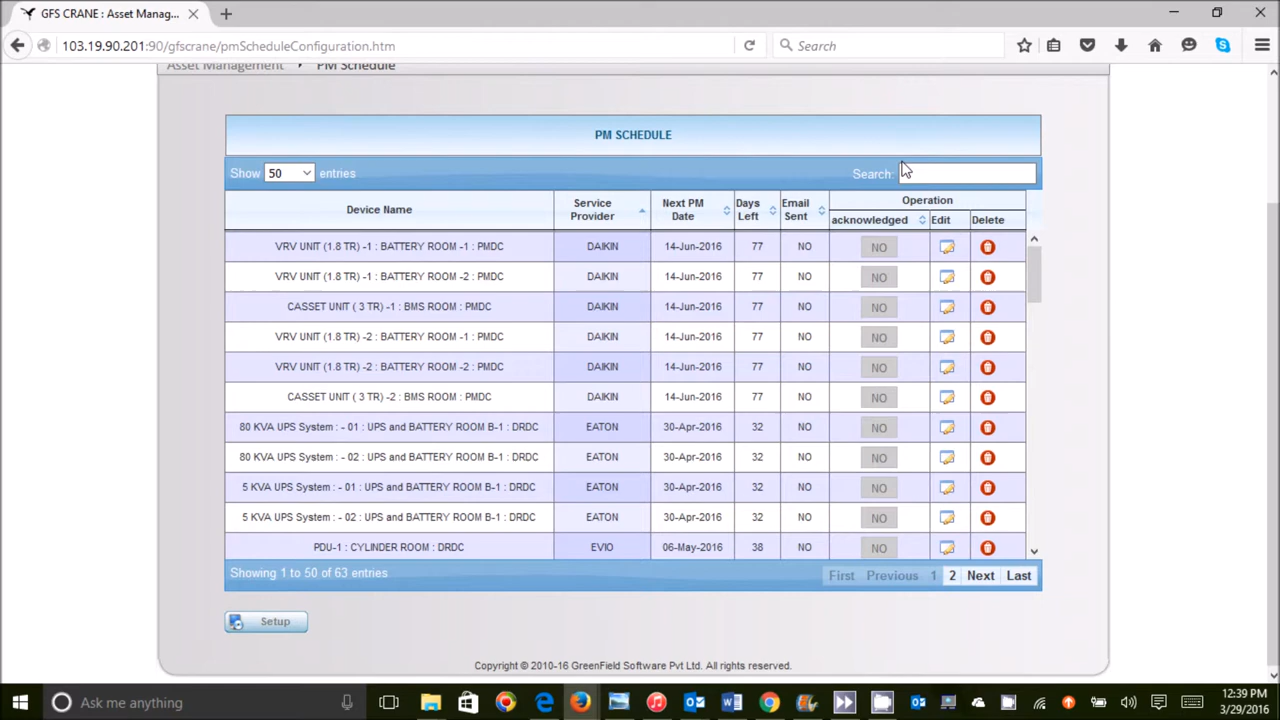 GFS CRANE : Asset Manag...
103.19.90.201:90/gfscrane/pmScheduleConfiguration.htm
Search
Asset Management PM Schedule
PM SCHEDULE
Show 50 entries Search:
Device Name Service Provider Next PM Date Days Left Email Sent Operation
acknowledged Edit Delete
VRV UNIT (1.8 TR) -1 : BATTERY ROOM -1 : PMDC DAIKIN 14-Jun-2016 77 NO NO
VRV UNIT (1.8 TR) -1 : BATTERY ROOM -2 : PMDC DAIKIN 14-Jun-2016 77 NO NO
CASSET UNIT ( 3 TR) -1 : BMS ROOM : PMDC DAIKIN 14-Jun-2016 77 NO NO
VRV UNIT (1.8 TR) -2 : BATTERY ROOM -1 : PMDC DAIKIN 14-Jun-2016 77 NO NO
VRV UNIT (1.8 TR) -2 : BATTERY ROOM -2 : PMDC DAIKIN 14-Jun-2016 77 NO NO
CASSET UNIT ( 3 TR) -2 : BMS ROOM : PMDC DAIKIN 14-Jun-2016 77 NO NO
80 KVA UPS System : - 01 : UPS and BATTERY ROOM B-1 : DRDC EATON 30-Apr-2016 32 NO NO
80 KVA UPS System : - 02 : UPS and BATTERY ROOM B-1 : DRDC EATON 30-Apr-2016 32 NO NO
5 KVA UPS System : - 01 : UPS and BATTERY ROOM B-1 : DRDC EATON 30-Apr-2016 32 NO NO
5 KVA UPS System : - 02 : UPS and BATTERY ROOM B-1 : DRDC EATON 30-Apr-2016 32 NO NO
PDU-1 : CYLINDER ROOM : DRDC EVIO 06-May-2016 38 NO NO
Showing 1 to 50 of 63 entries First Previous 1 2 Next Last
Setup
Copyright © 2010-16 GreenField Software Pvt Ltd. All rights reserved.
Ask me anything
12:39 PM
3/29/2016